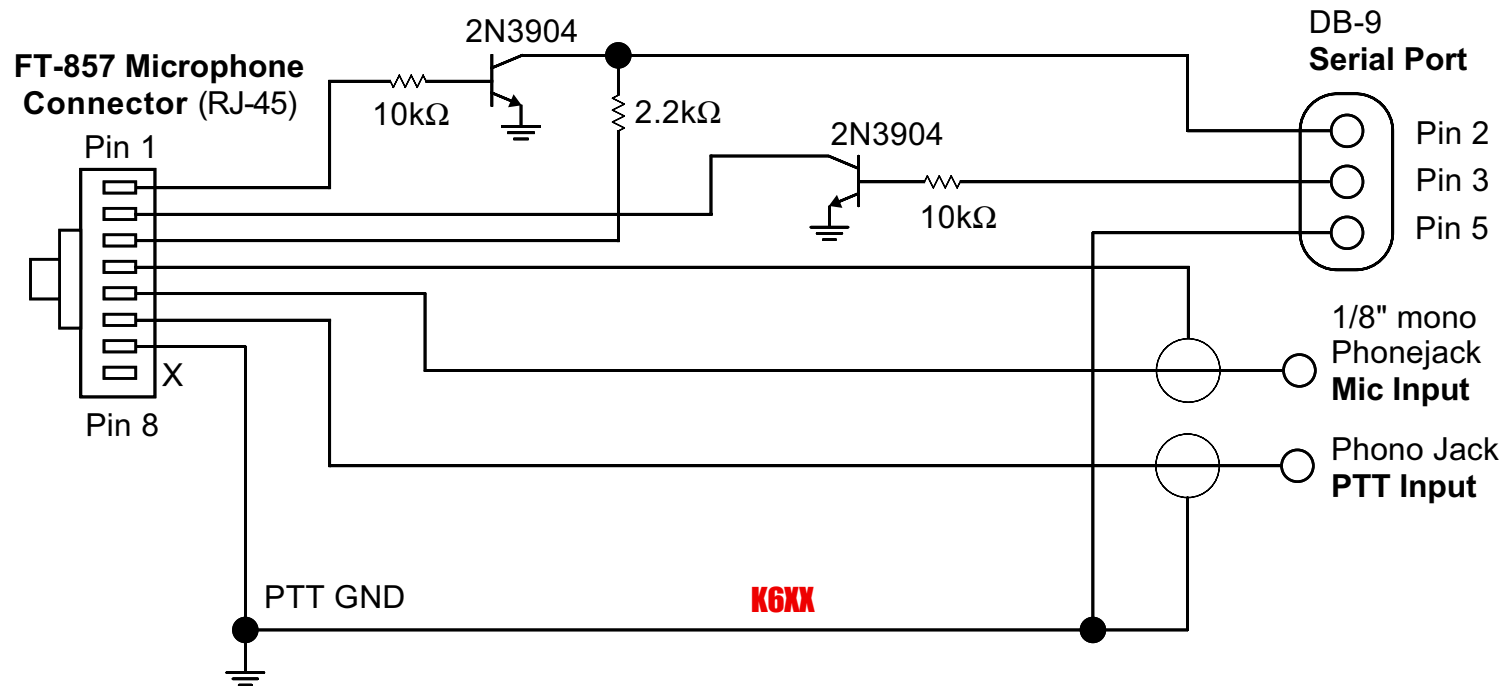 FT-857 Microphone
Connector (RJ-45)
Pin 1
Pin 8
X
10kΩ
2N3904
2.2kΩ
2N3904
10kΩ
DB-9
Serial Port
Pin 2
Pin 3
Pin 5
1/8" mono
Phonejack
Mic Input
Phono Jack
PTT Input
PTT GND
K6XX